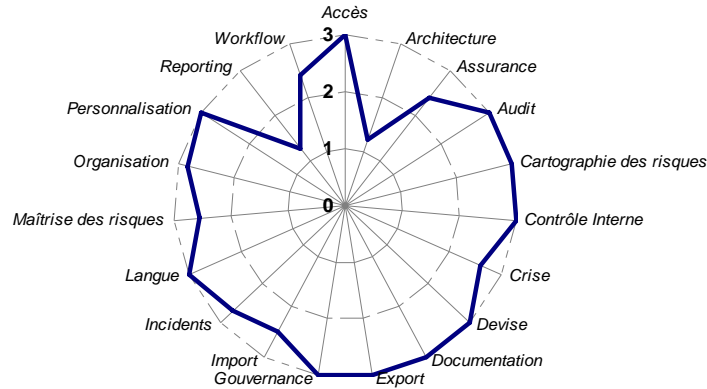 Accès
3
Workflow
Architecture
Reporting
Assurance
2
Personnalisation
Audit
1
Organisation
Cartographie des risques
0
Maîtrise des risques
Contrôle Interne
Langue
Crise
Incidents
Devise
Import
Documentation
Gouvernance
Export